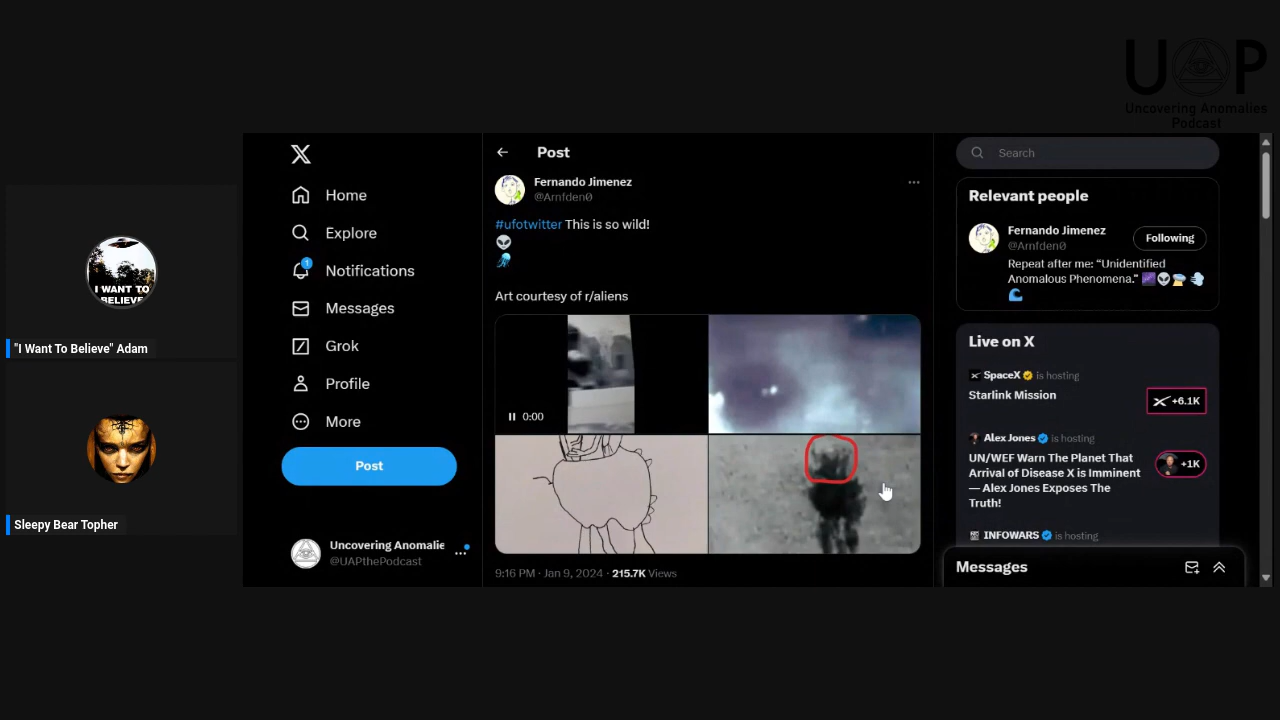 UAP
Uncovering Anomalies
Podcast
I WANT TO
BELIEVE
"I Want To Believe" Adam
Sleepy Bear Topher
X
Home
Explore
1
Notifications
Messages
Grok
Profile
More
Post
Uncovering Anomalie
@UAPthePodcast
Post
Fernando Jimenez
@Arnfden0
#ufotwitter This is so wild!
Art courtesy of r/aliens
0:00
9:16 PM · Jan 9, 2024 · 215.7K Views
Search
Relevant people
Fernando Jimenez
@Arnfden0
Following
Repeat after me: “Unidentified
Anomalous Phenomena.”
Live on X
SpaceX is hosting
Starlink Mission
+6.1K
Alex Jones is hosting
UN/WEF Warn The Planet That
Arrival of Disease X is Imminent
— Alex Jones Exposes The
Truth!
+1K
INFOWARS is hosting
Messages